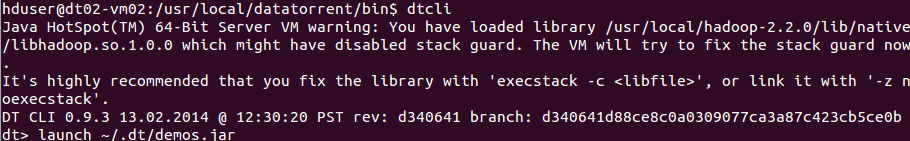 hduser@dt02-vm02:/usr/local/datatorrent/bin$ dtcli
Java HotSpot(TM) 64-Bit Server VM warning: You have loaded library /usr/local/hadoop-2.2.0/lib/native
/libhadoop.so.1.0.0 which might have disabled stack guard. The VM will try to fix the stack guard now
.
It's highly recommended that you fix the library with 'execstack -c <libfile>', or link it with '-z n
oexecstack'.
DT CLI 0.9.3 13.02.2014 @ 12:30:20 PST rev: d340641 branch: d340641d88ce8c0a0309077ca3a87c423cb5ce0b
dt> launch ~/.dt/demos.jar